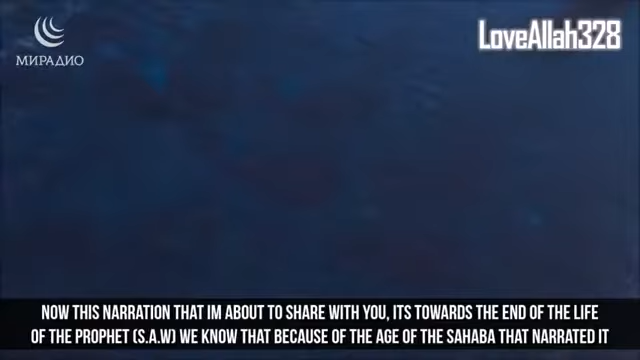 LoveAllah328
МИРАДИО
NOW THIS NARRATION THAT IM ABOUT TO SHARE WITH YOU, ITS TOWARDS THE END OF THE LIFE
OF THE PROPHET (S.A.W) WE KNOW THAT BECAUSE OF THE AGE OF THE SAHABA THAT NARRATED IT